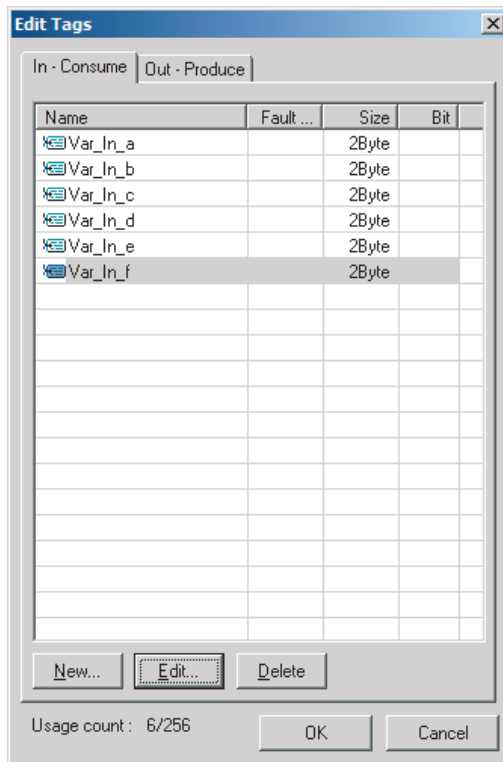 Edit Tags
In - Consume Out - Produce
Name Fault ... Size Bit
Var_In_a 2Byte
Var_In_b 2Byte
Var_In_c 2Byte
Var_In_d 2Byte
Var_In_e 2Byte
Var_In_f 2Byte
New... Edit... Delete
Usage count : 6/256 OK Cancel